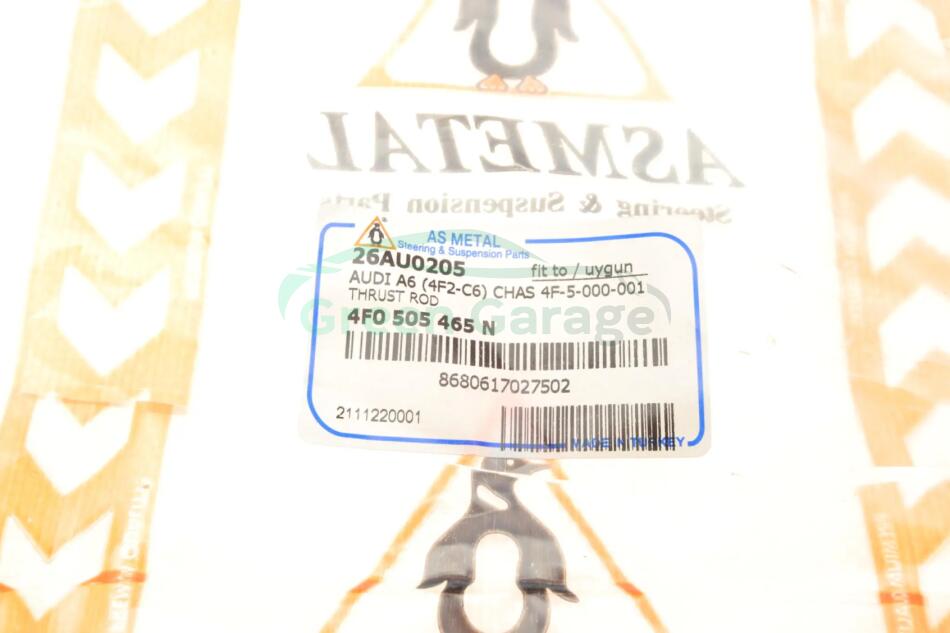 ASMETAL
Steering & Suspension Parts
AS METAL
Steering & Suspension Parts
26AU0205
fit to / uygun
AUDI A6 (4F2-C6) CHAS 4F-5-000-001
THRUST ROD
Green Garage
4F0 505 465 N
8680617027502
2111220001
MADE IN TURKEY